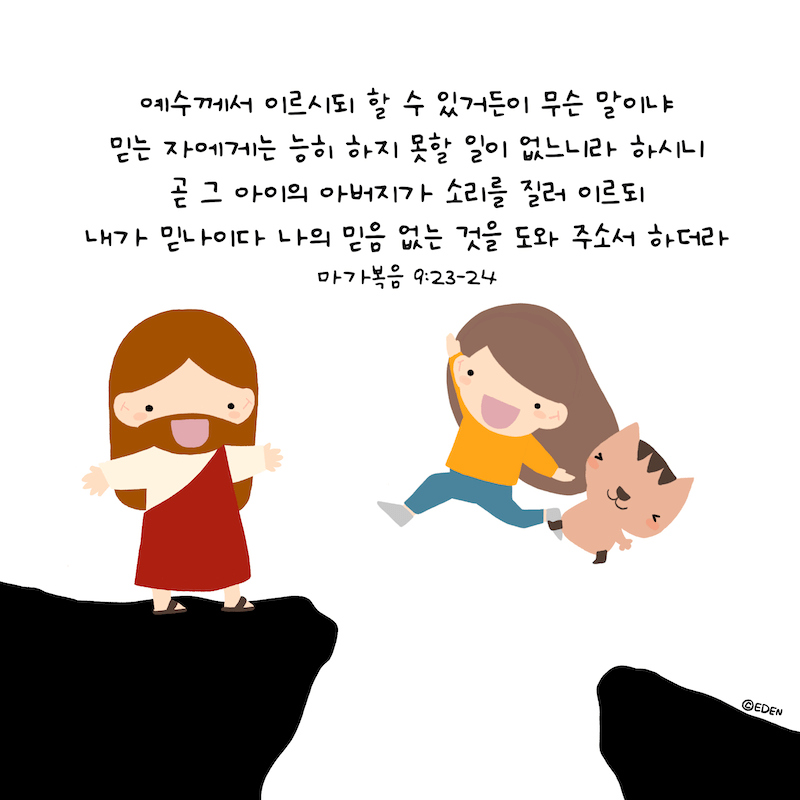 예수께서 이르시되 할 수 있거든이 무슨 말이냐
믿는 자에게는 능히 하지 못할 일이 없느니라 하시니
곧 그 아이의 아버지가 소리를 질러 이르되
내가 믿나이다 나의 믿음 없는 것을 도와 주소서 하더라
마가복음 9:23-24
©EDEN